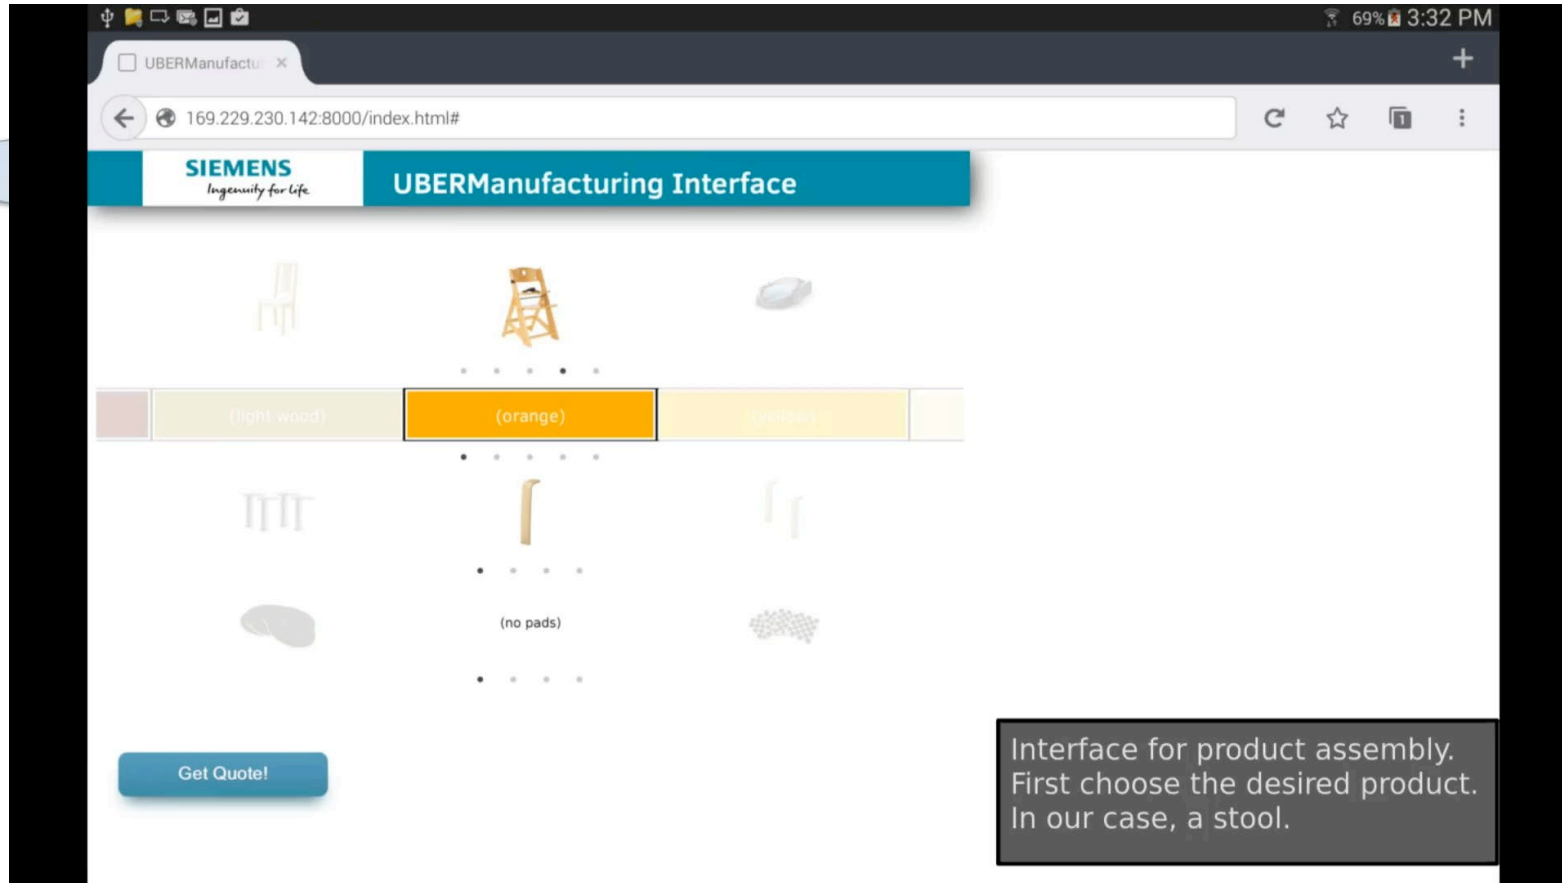 69% 3:32 PM
UBERManufactu
169.229.230.142:8000/index.html#
1
SIEMENS
Ingenuity for life
UBERManufacturing Interface
(light wood) (orange) (yellow)
(no pads)
Get Quote!
Interface for product assembly.
First choose the desired product.
In our case, a stool.